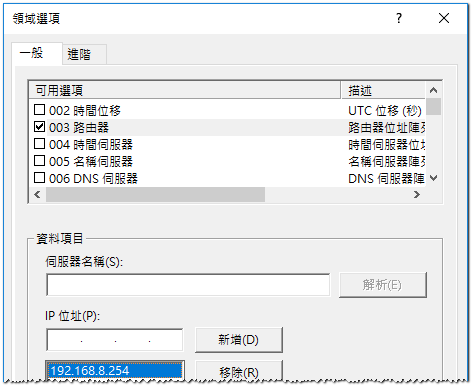 領域選項
一般 進階
可用選項 描述
002 時間位移 UTC 位移 (秒)
003 路由器 路由器位址陣列
004 時間伺服器 時間伺服器位址
005 名稱伺服器 名稱伺服器陣列
006 DNS 伺服器 DNS 伺服器陣
資料項目
伺服器名稱(S):
解析(E)
IP 位址(P):
. . . 新增(D)
192.168.8.254 移除(R)